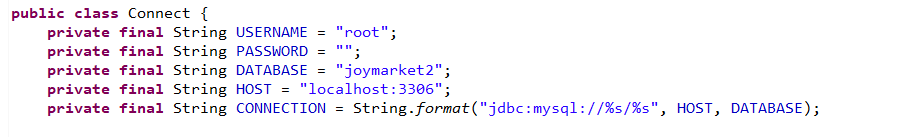 public class Connect {
    private final String USERNAME = "root";
    private final String PASSWORD = "";
    private final String DATABASE = "joymarket2";
    private final String HOST = "localhost:3306";
    private final String CONNECTION = String.format("jdbc:mysql://%s/%s", HOST, DATABASE);